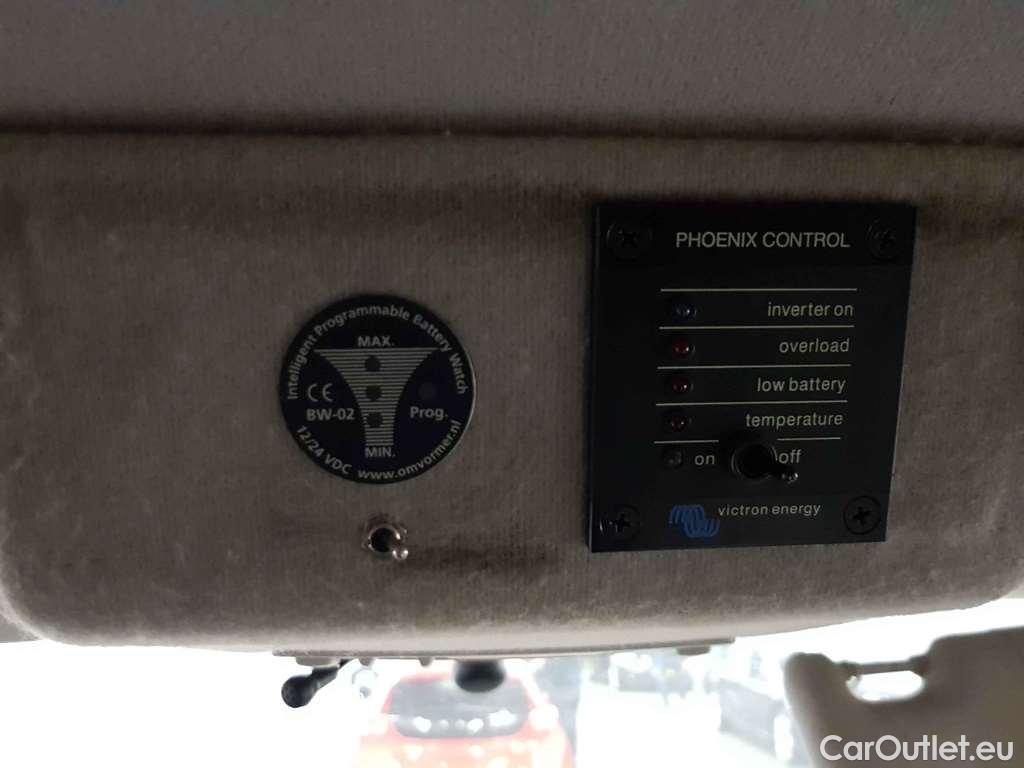 Intelligent Programmable Battery Watch
MAX.
CE
BW-02
Prog.
MIN.
12/24 VDC www.omvormer.nl
PHOENIX CONTROL
inverter on
overload
low battery
temperature
on off
victron energy
CarOutlet.eu